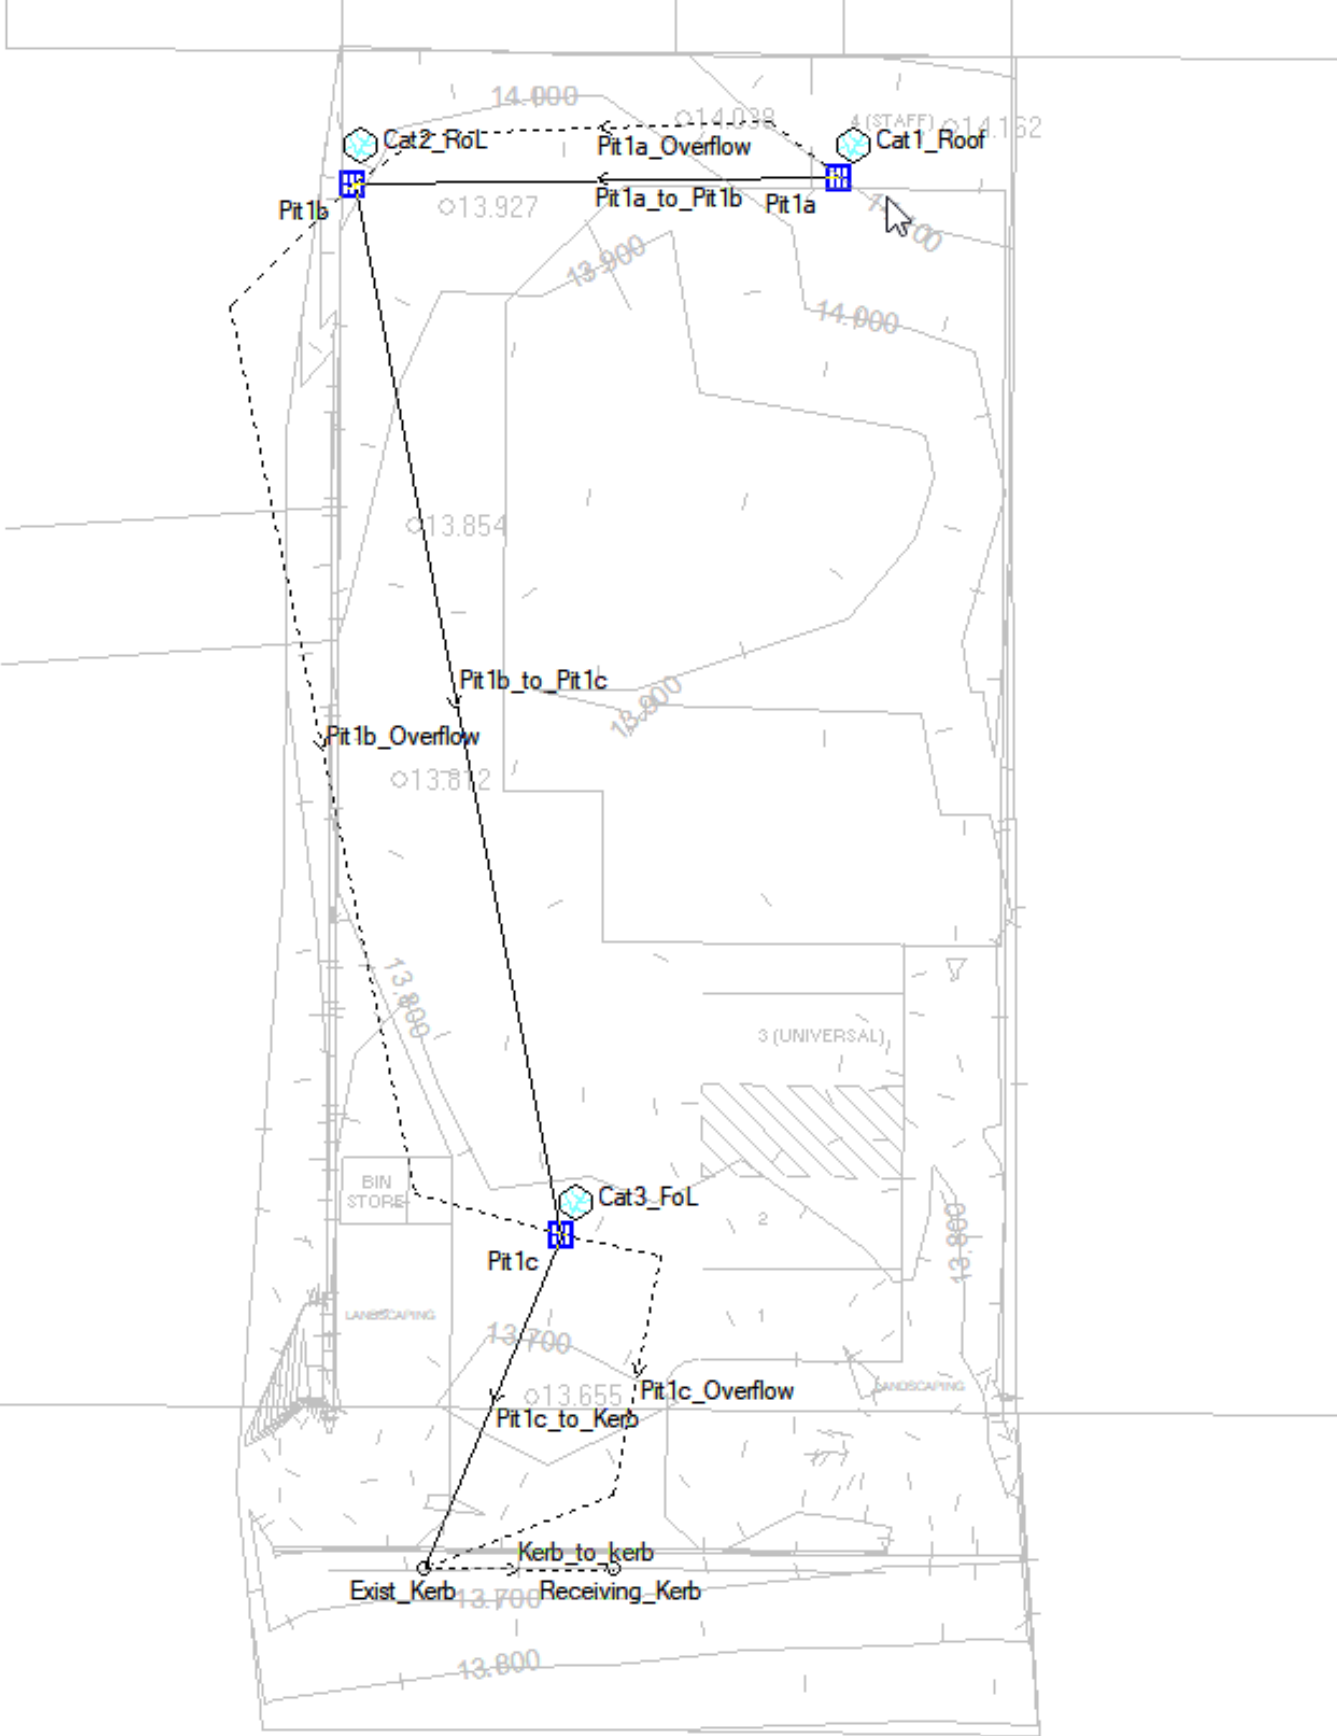 14.000
14.038
4 (STAFF)
14.162
Cat2_RoL
Pit1a_Overflow
Cat1_Roof
Pit1a_to_Pit1b
Pit1a
Pit1b
13.927
13.900
14.000
13.854
Pit1b_to_Pit1c
13.900
Pit1b_Overflow
13.812
13.800
3 (UNIVERSAL)
BIN
STORE
Cat3_FoL
2
13.800
Pit1c
LANDSCAPING
1
13.700
13.655
Pit1c_Overflow
LANDSCAPING
Pit1c_to_Kerb
Kerb_to_kerb
Exist_Kerb
Receiving_Kerb
13.700
13.800